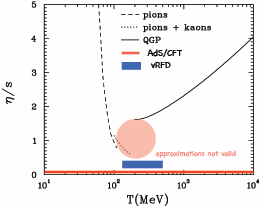 5
4
3
2
1
0
η/s
pions
pions + kaons
QGP
AdS/CFT
vRFD
approximations not valid
10¹
10²
10³
10⁴
T(MeV)